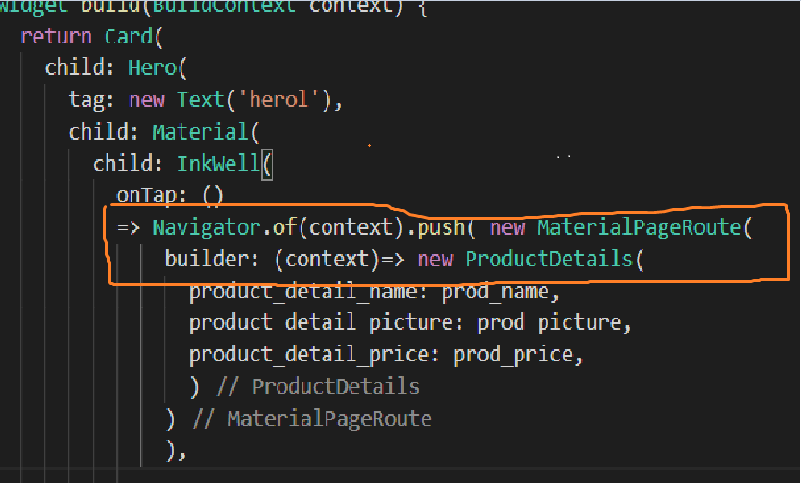 Widget build(BuildContext context) {
return Card(
child: Hero(
tag: new Text('herol'),
child: Material(
child: InkWell(
onTap: ()
=> Navigator.of(context).push( new MaterialPageRoute(
builder: (context)=> new ProductDetails(
product_detail_name: prod_name,
product detail picture: prod picture,
product_detail_price: prod_price,
) // ProductDetails
) // MaterialPageRoute
),